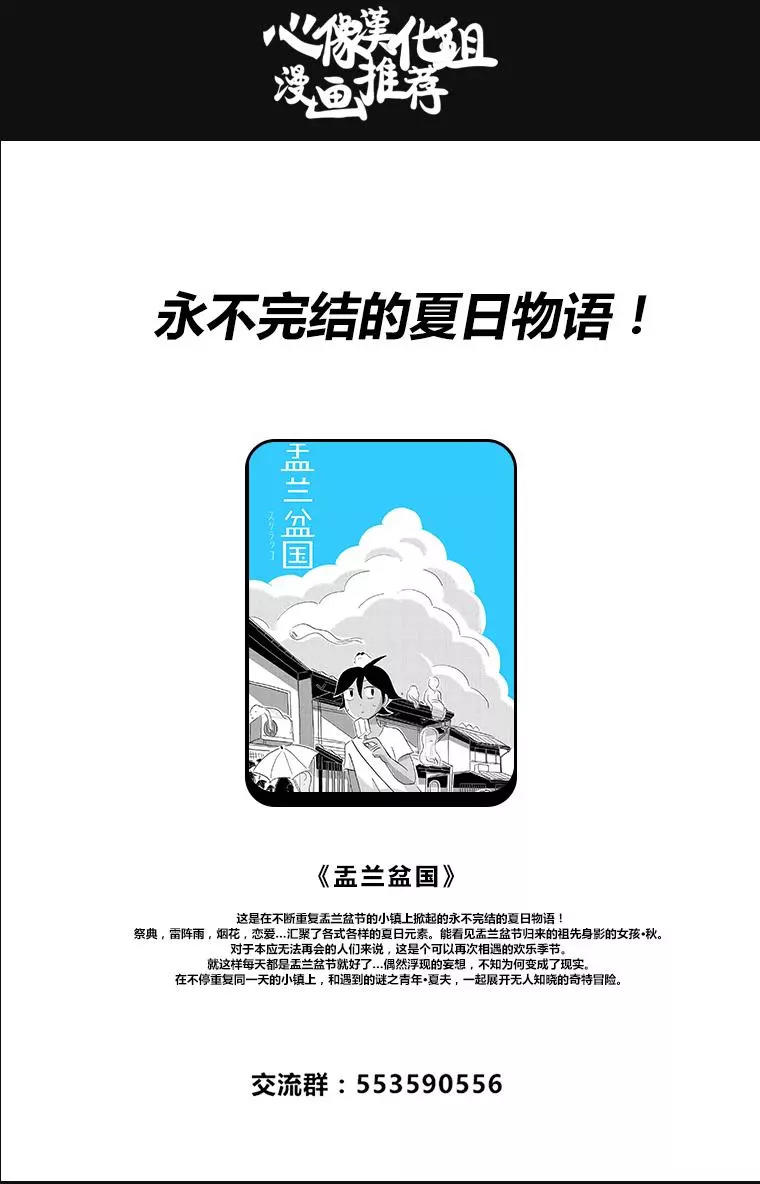 心像漢化组
漫画推荐
永不完结的夏日物语！
盂兰盆国
スケラッコ
《盂兰盆国》
这是在不断重复盂兰盆节的小镇上掀起的永不完结的夏日物语！
祭典，雷阵雨，烟花，恋爱...汇聚了各式各样的夏日元素。能看见盂兰盆节归来的祖先身影的女孩•秋。
对于本应无法再会的人们来说，这是个可以再次相遇的欢乐季节。
就这样每天都是盂兰盆节就好了...偶然浮现的妄想，不知为何变成了现实。
在不停重复同一天的小镇上，和遇到的谜之青年•夏夫，一起展开无人知晓的奇特冒险。
交流群：553590556